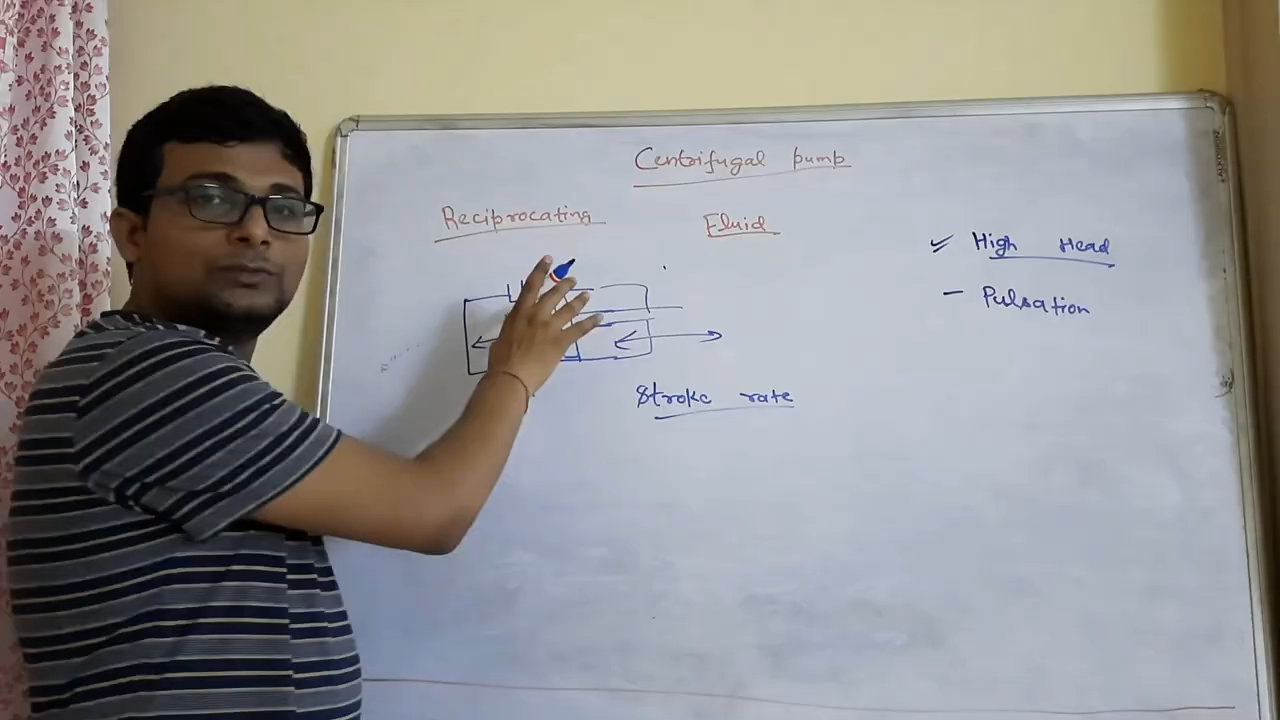 Centrifugal pump
Reciprocating Fluid
High Head
- Pulsation
Stroke rate